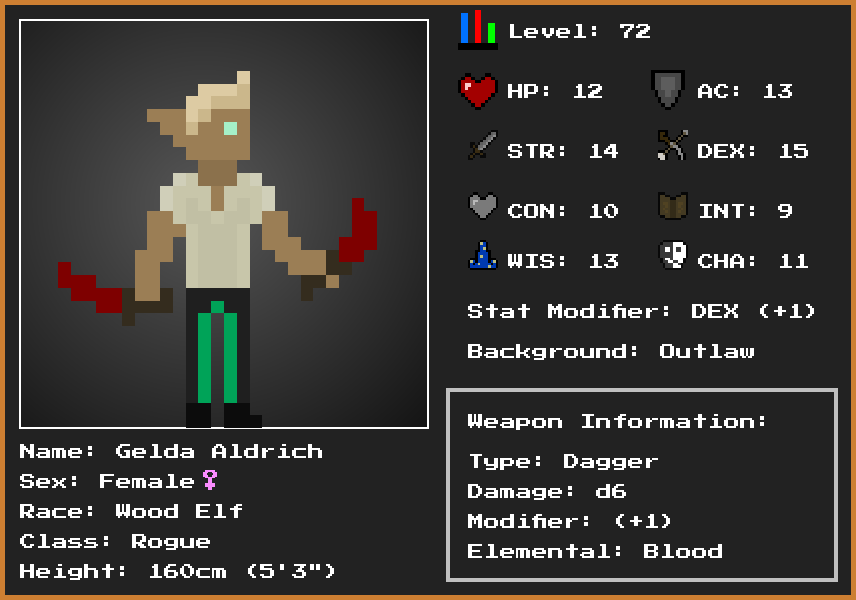 Level: 72
HP: 12
AC: 13
STR: 14
DEX: 15
CON: 10
INT: 9
WIS: 13
CHA: 11
Stat Modifier: DEX (+1)
Background: Outlaw
Name: Gelda Aldrich
Sex: Female♀
Race: Wood Elf
Class: Rogue
Height: 160cm (5'3")
Weapon Information:
Type: Dagger
Damage: d6
Modifier: (+1)
Elemental: Blood